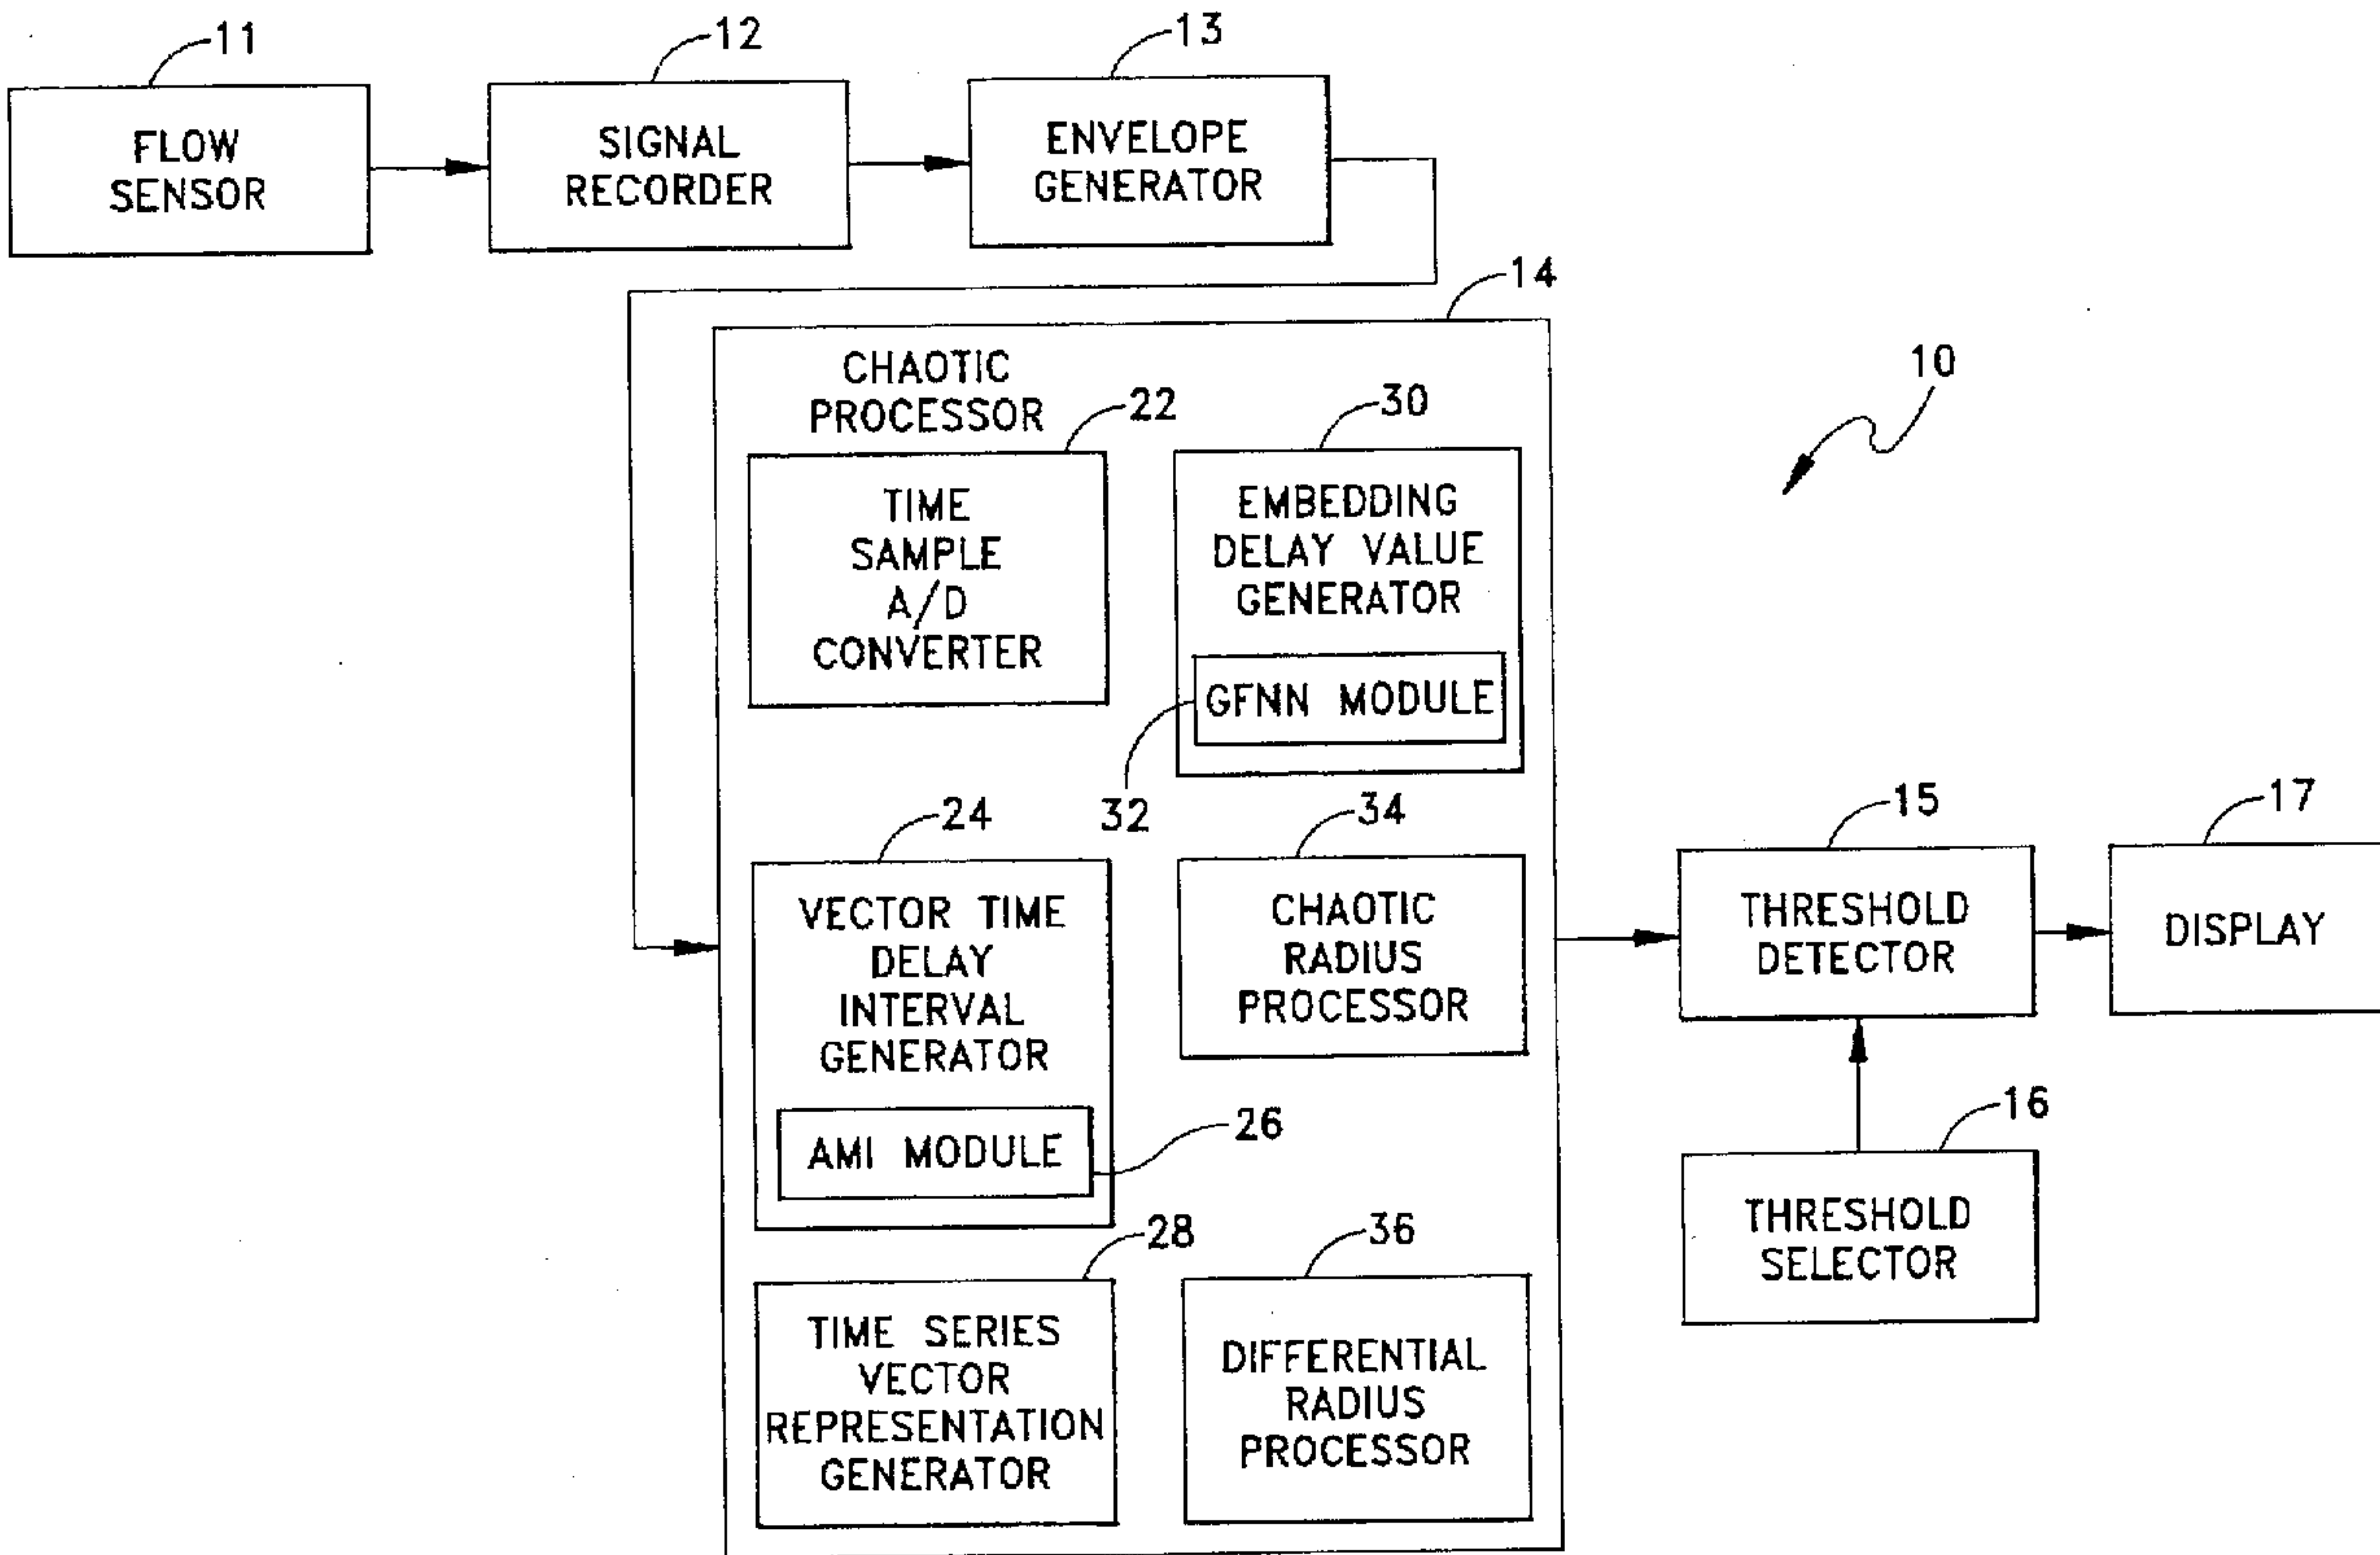 11
12
13
FLOW
SENSOR
SIGNAL
RECORDER
ENVELOPE
GENERATOR
14
10
CHAOTIC
PROCESSOR
22
30
TIME
SAMPLE
A/D
CONVERTER
EMBEDDING
DELAY VALUE
GENERATOR
GFNN MODULE
32
24
34
VECTOR TIME
DELAY
INTERVAL
GENERATOR
AMI MODULE
26
CHAOTIC
RADIUS
PROCESSOR
28
36
TIME SERIES
VECTOR
REPRESENTATION
GENERATOR
DIFFERENTIAL
RADIUS
PROCESSOR
15
17
THRESHOLD
DETECTOR
DISPLAY
16
THRESHOLD
SELECTOR